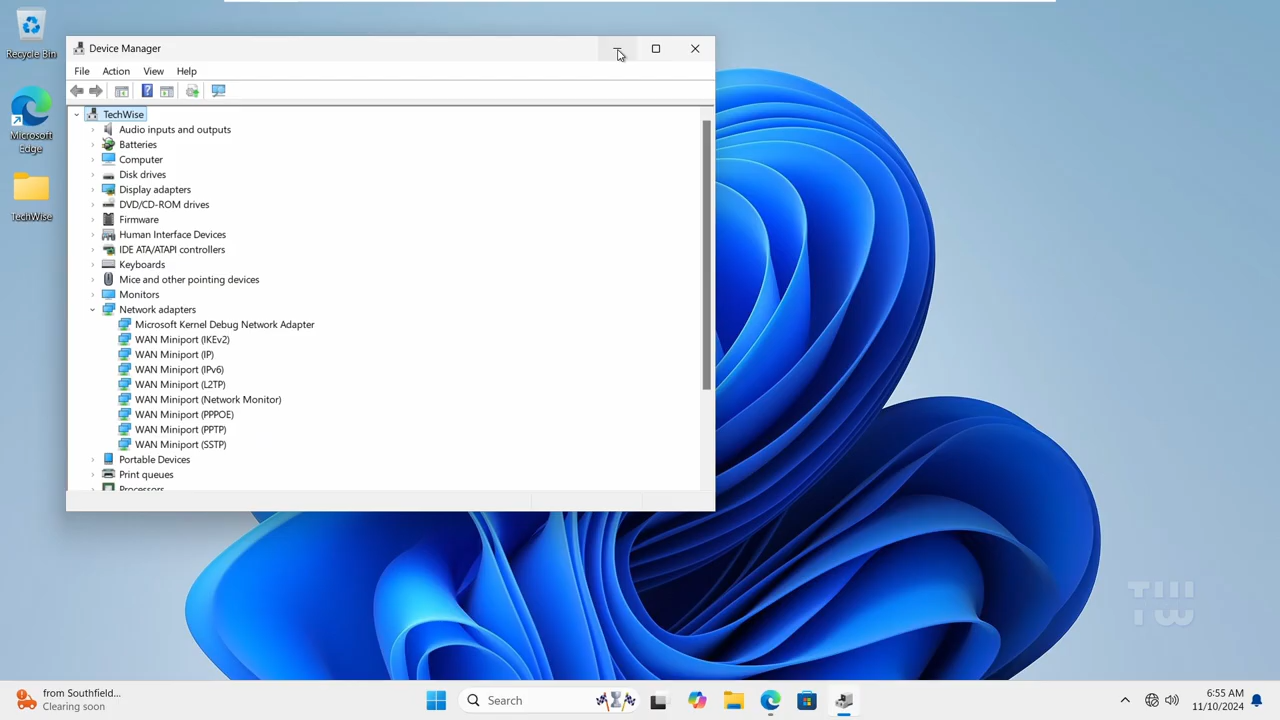 Recycle Bin
Microsoft
Edge
TechWise
Device Manager
File Action View Help
TechWise
Audio inputs and outputs
Batteries
Computer
Disk drives
Display adapters
DVD/CD-ROM drives
Firmware
Human Interface Devices
IDE ATA/ATAPI controllers
Keyboards
Mice and other pointing devices
Monitors
Network adapters
Microsoft Kernel Debug Network Adapter
WAN Miniport (IKEv2)
WAN Miniport (IP)
WAN Miniport (IPv6)
WAN Miniport (L2TP)
WAN Miniport (Network Monitor)
WAN Miniport (PPPOE)
WAN Miniport (PPTP)
WAN Miniport (SSTP)
Portable Devices
Print queues
Processors
TW
from Southfield...
Clearing soon
Search
6:55 AM
11/10/2024